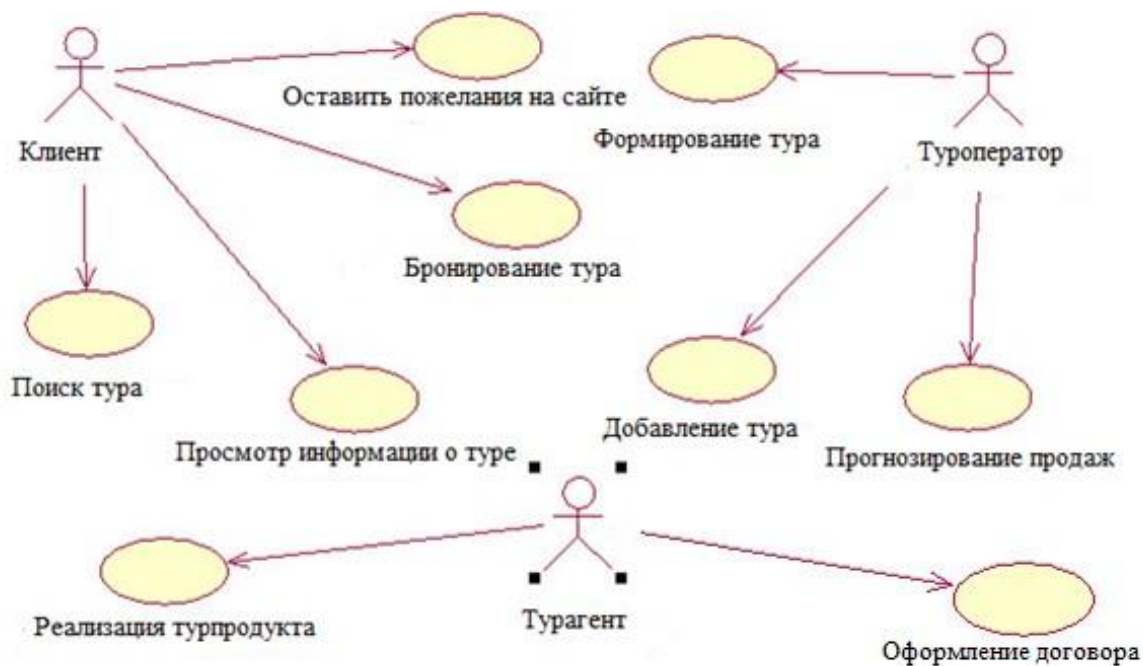 Оставить пожелания на сайте
Формирование тура
Клиент
Туроператор
Бронирование тура
Поиск тура
Добавление тура
Просмотр информации о туре
Прогнозирование продаж
Реализация турпродукта
Турагент
Оформление договора